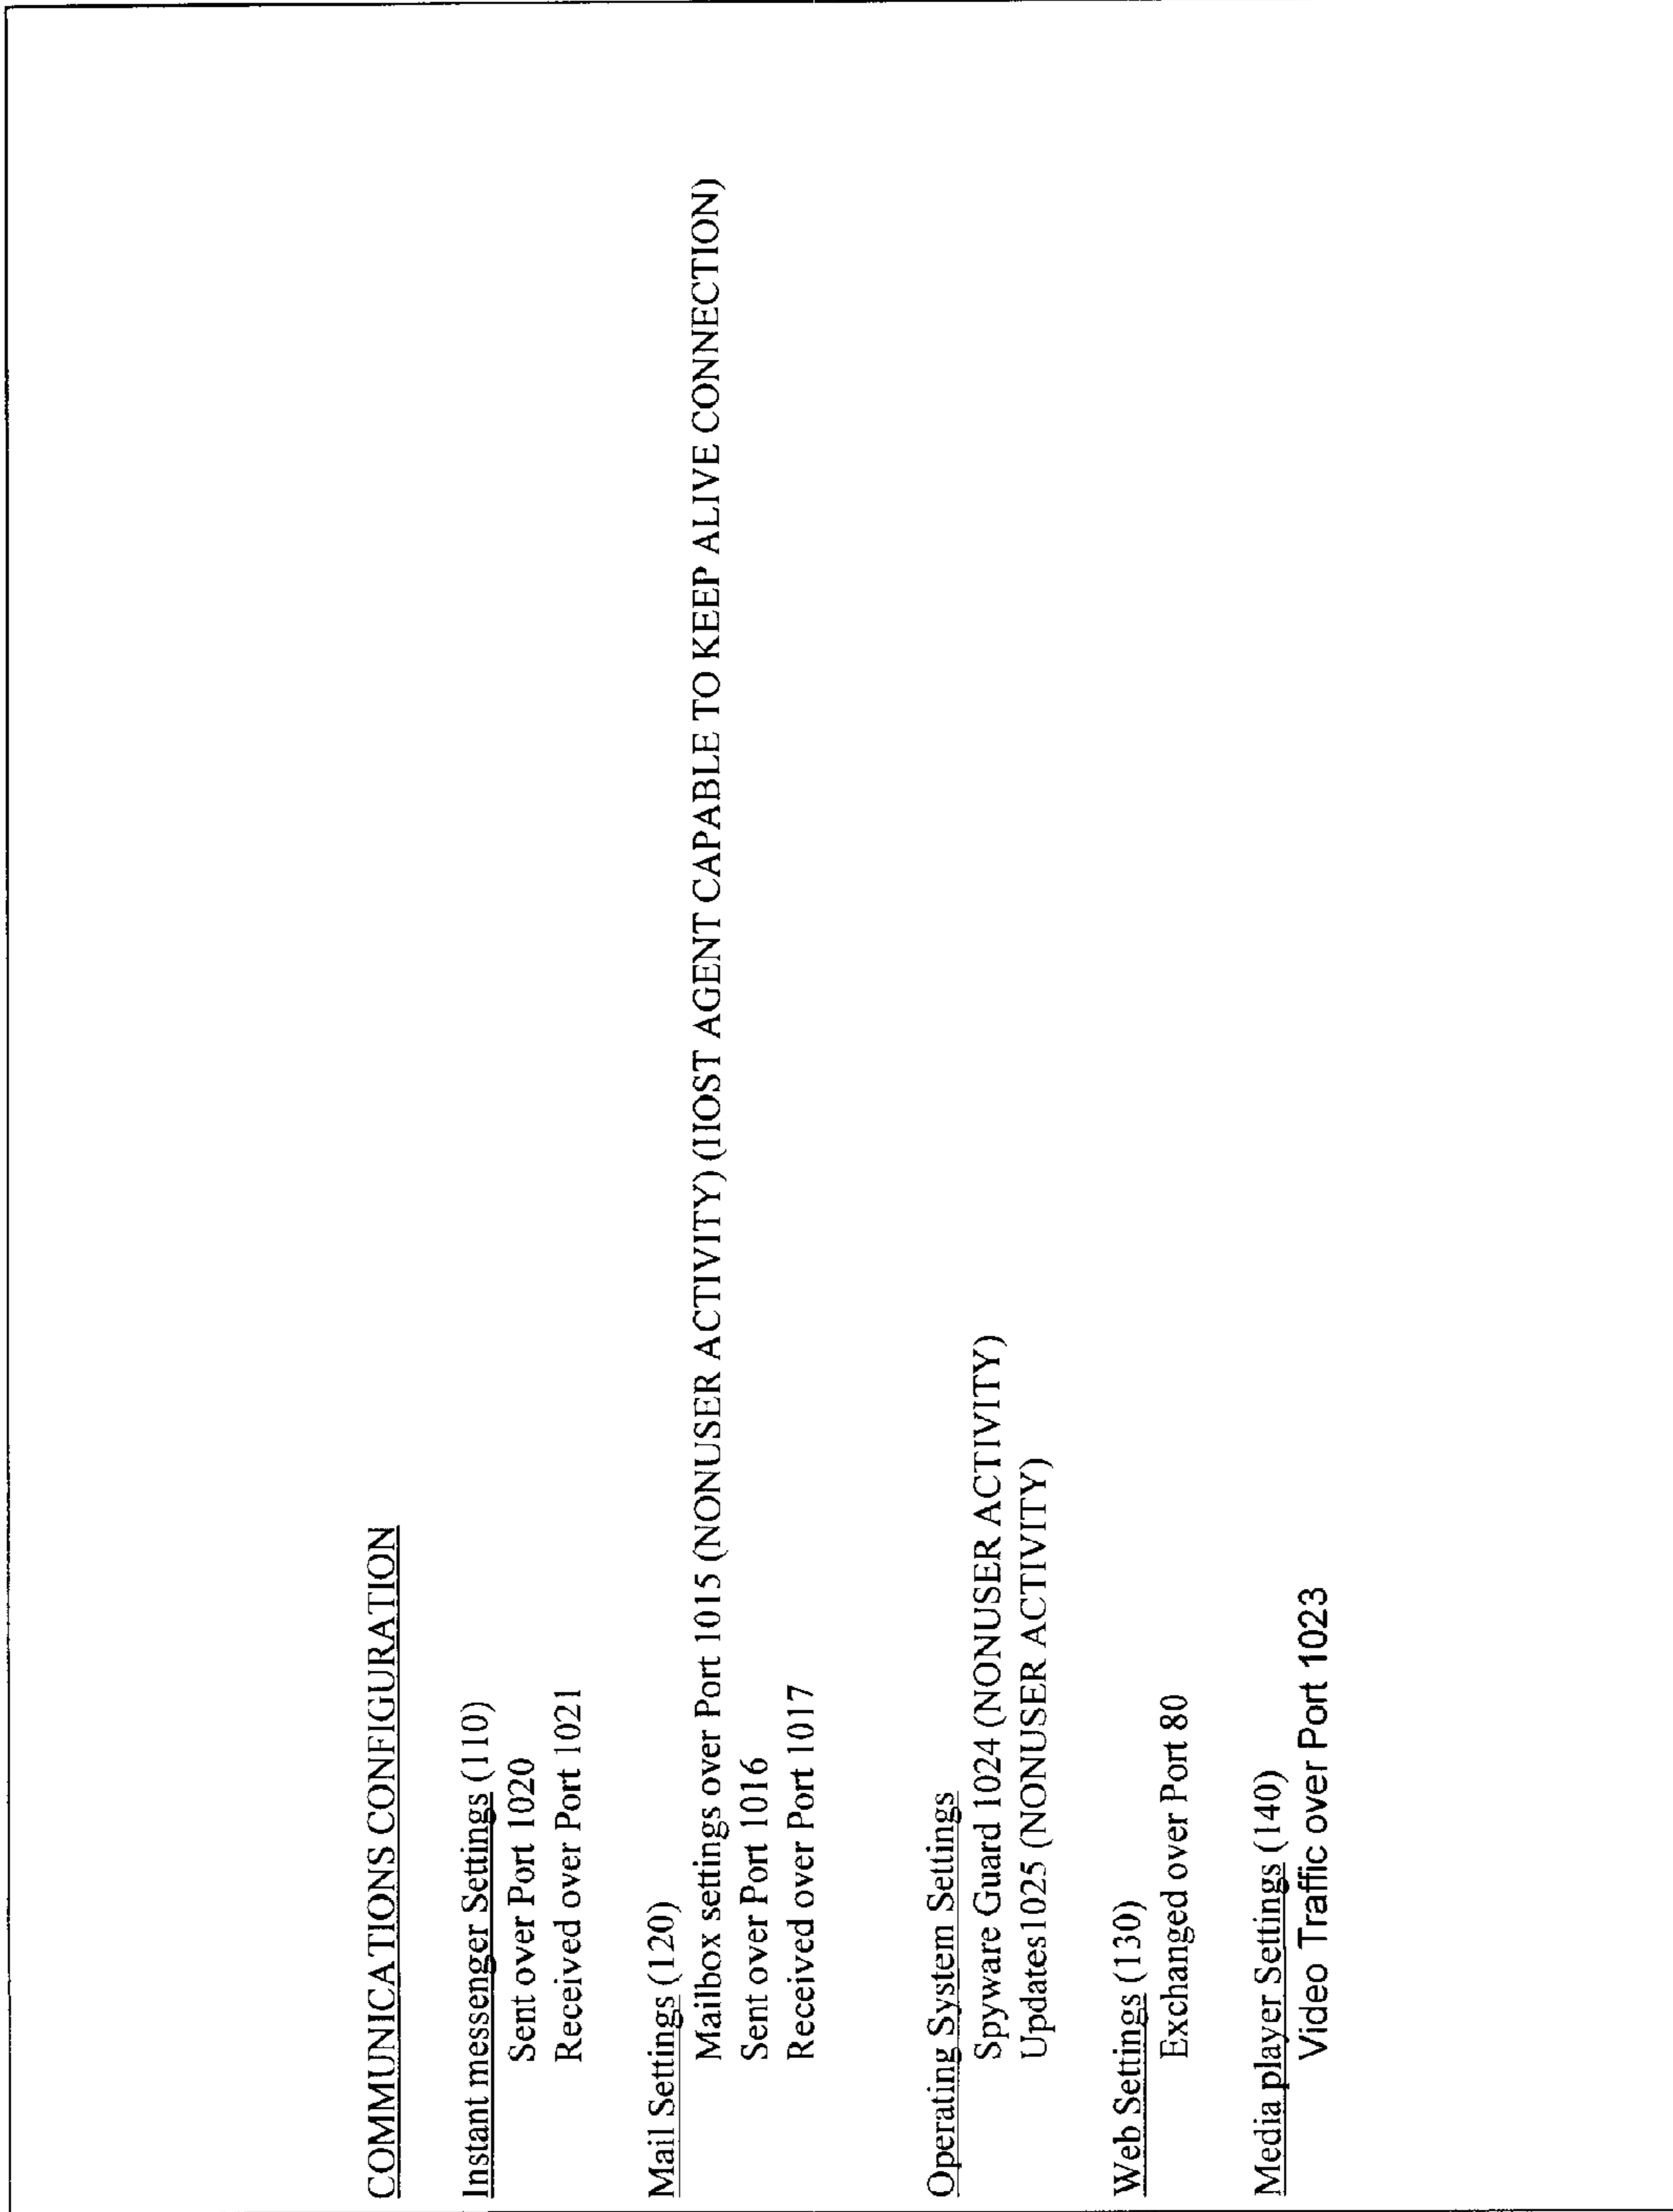 COMMUNICATIONS CONFIGURATION
Instant messenger Settings (110)
Sent over Port 1020
Received over Port 1021
Mail Settings (120)
Mailbox settings over Port 1015 (NONUSER ACTIVITY) (HOST AGENT CAPABLE TO KEEP ALIVE CONNECTION)
Sent over Port 1016
Received over Port 1017
Operating System Settings
Spyware Guard 1024 (NONUSER ACTIVITY)
Updates1025 (NONUSER ACTIVITY)
Web Settings (130)
Exchanged over Port 80
Media player Settings (140)
Video Traffic over Port 1023